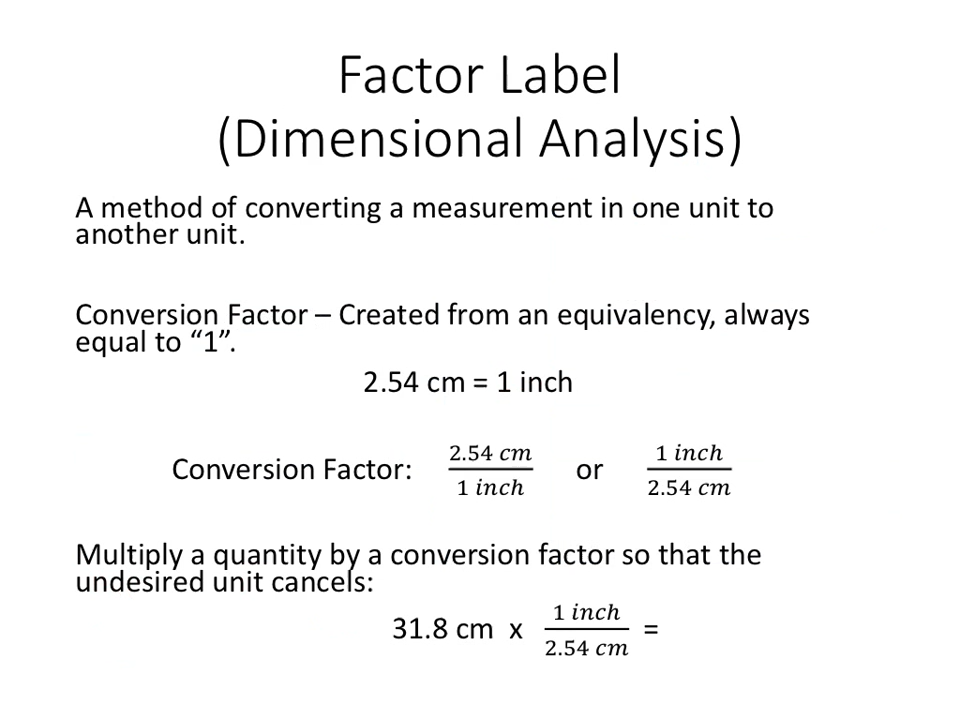 Factor Label
(Dimensional Analysis)
A method of converting a measurement in one unit to
another unit.
Conversion Factor – Created from an equivalency, always
equal to “1”.
2.54 cm = 1 inch
Conversion Factor: 2.54 cm / 1 inch or 1 inch / 2.54 cm
Multiply a quantity by a conversion factor so that the
undesired unit cancels:
31.8 cm x 1 inch / 2.54 cm =